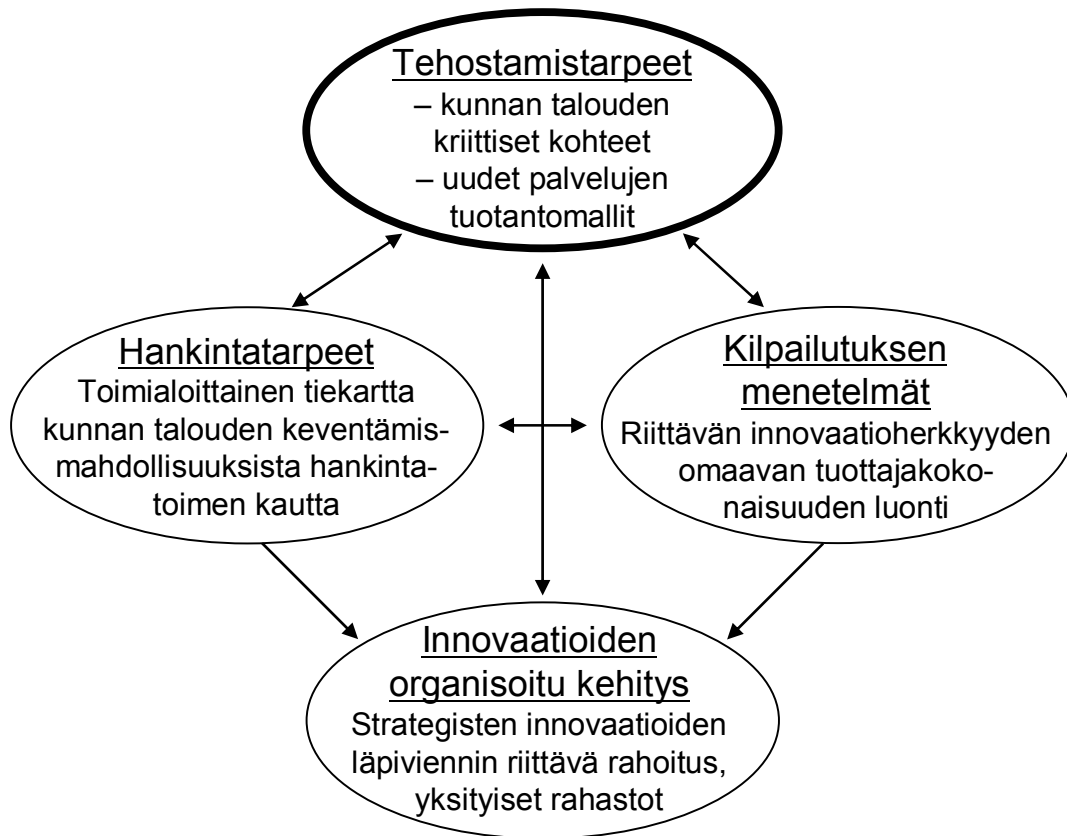 Tehostamistarpeet
– kunnan talouden
kriittiset kohteet
– uudet palvelujen
tuotantomallit
Hankintatarpeet
Toimialoittainen tiekartta
kunnan talouden keventämis-
mahdollisuuksista hankinta-
toimen kautta
Kilpailutuksen
menetelmät
Riittävän innovaatioherkkyyden
omaavan tuottajakoko-
naisuuden luonti
Innovaatioiden
organisoitu kehitys
Strategisten innovaatioiden
läpiviennin riittävä rahoitus,
yksityiset rahastot